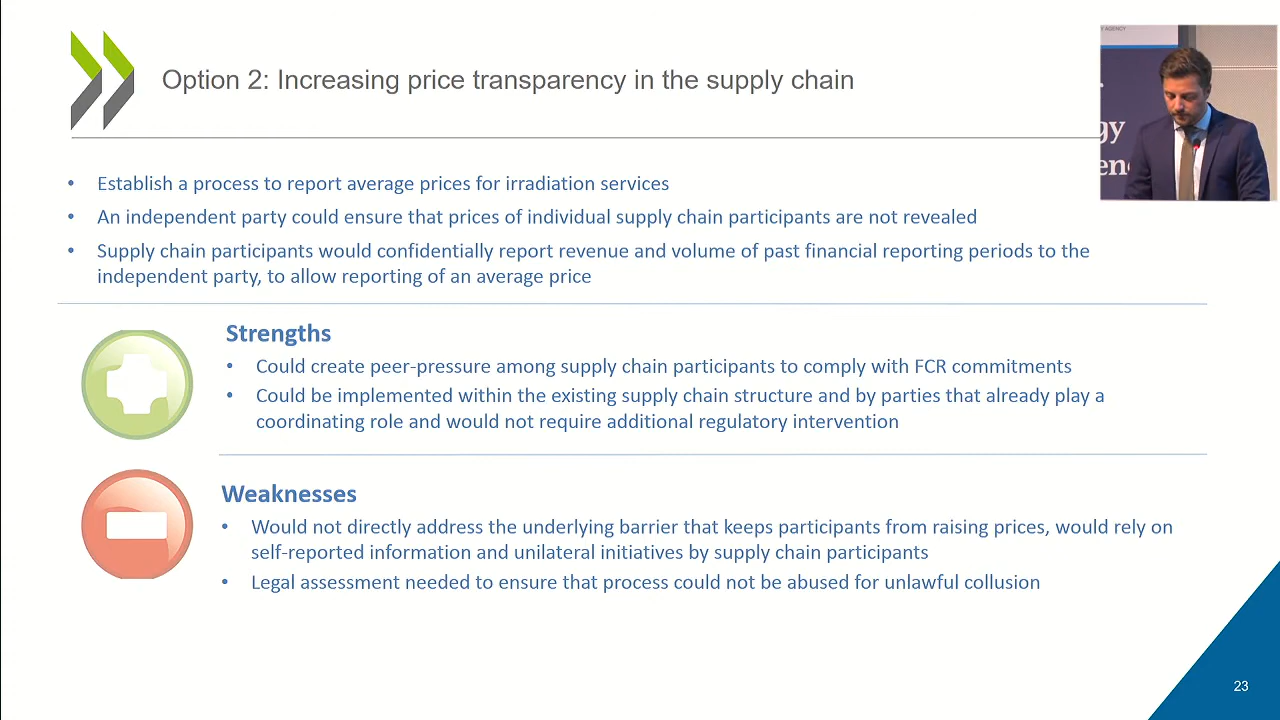 Option 2: Increasing price transparency in the supply chain
Y AGENCY
gy
en
• Establish a process to report average prices for irradiation services
• An independent party could ensure that prices of individual supply chain participants are not revealed
• Supply chain participants would confidentially report revenue and volume of past financial reporting periods to the
independent party, to allow reporting of an average price
Strengths
• Could create peer-pressure among supply chain participants to comply with FCR commitments
• Could be implemented within the existing supply chain structure and by parties that already play a
coordinating role and would not require additional regulatory intervention
Weaknesses
• Would not directly address the underlying barrier that keeps participants from raising prices, would rely on
self-reported information and unilateral initiatives by supply chain participants
• Legal assessment needed to ensure that process could not be abused for unlawful collusion
23